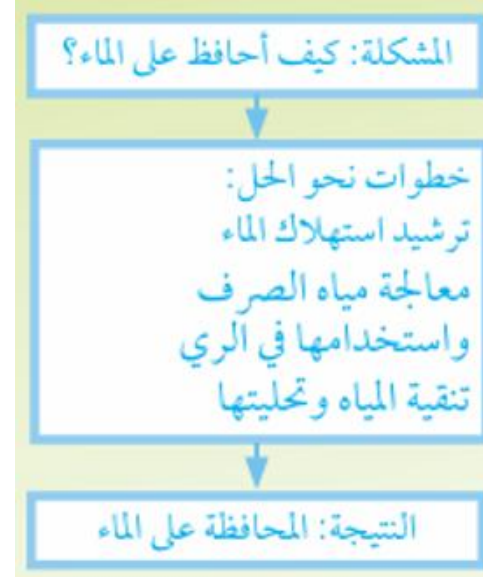 المشكلة: كيف أحافظ على الماء؟
خطوات نحو الحل:
ترشيد استهلاك الماء
معالجة مياه الصرف
واستخدامها في الري
تنقية المياه وتحليتها
النتيجة: المحافظة على الماء